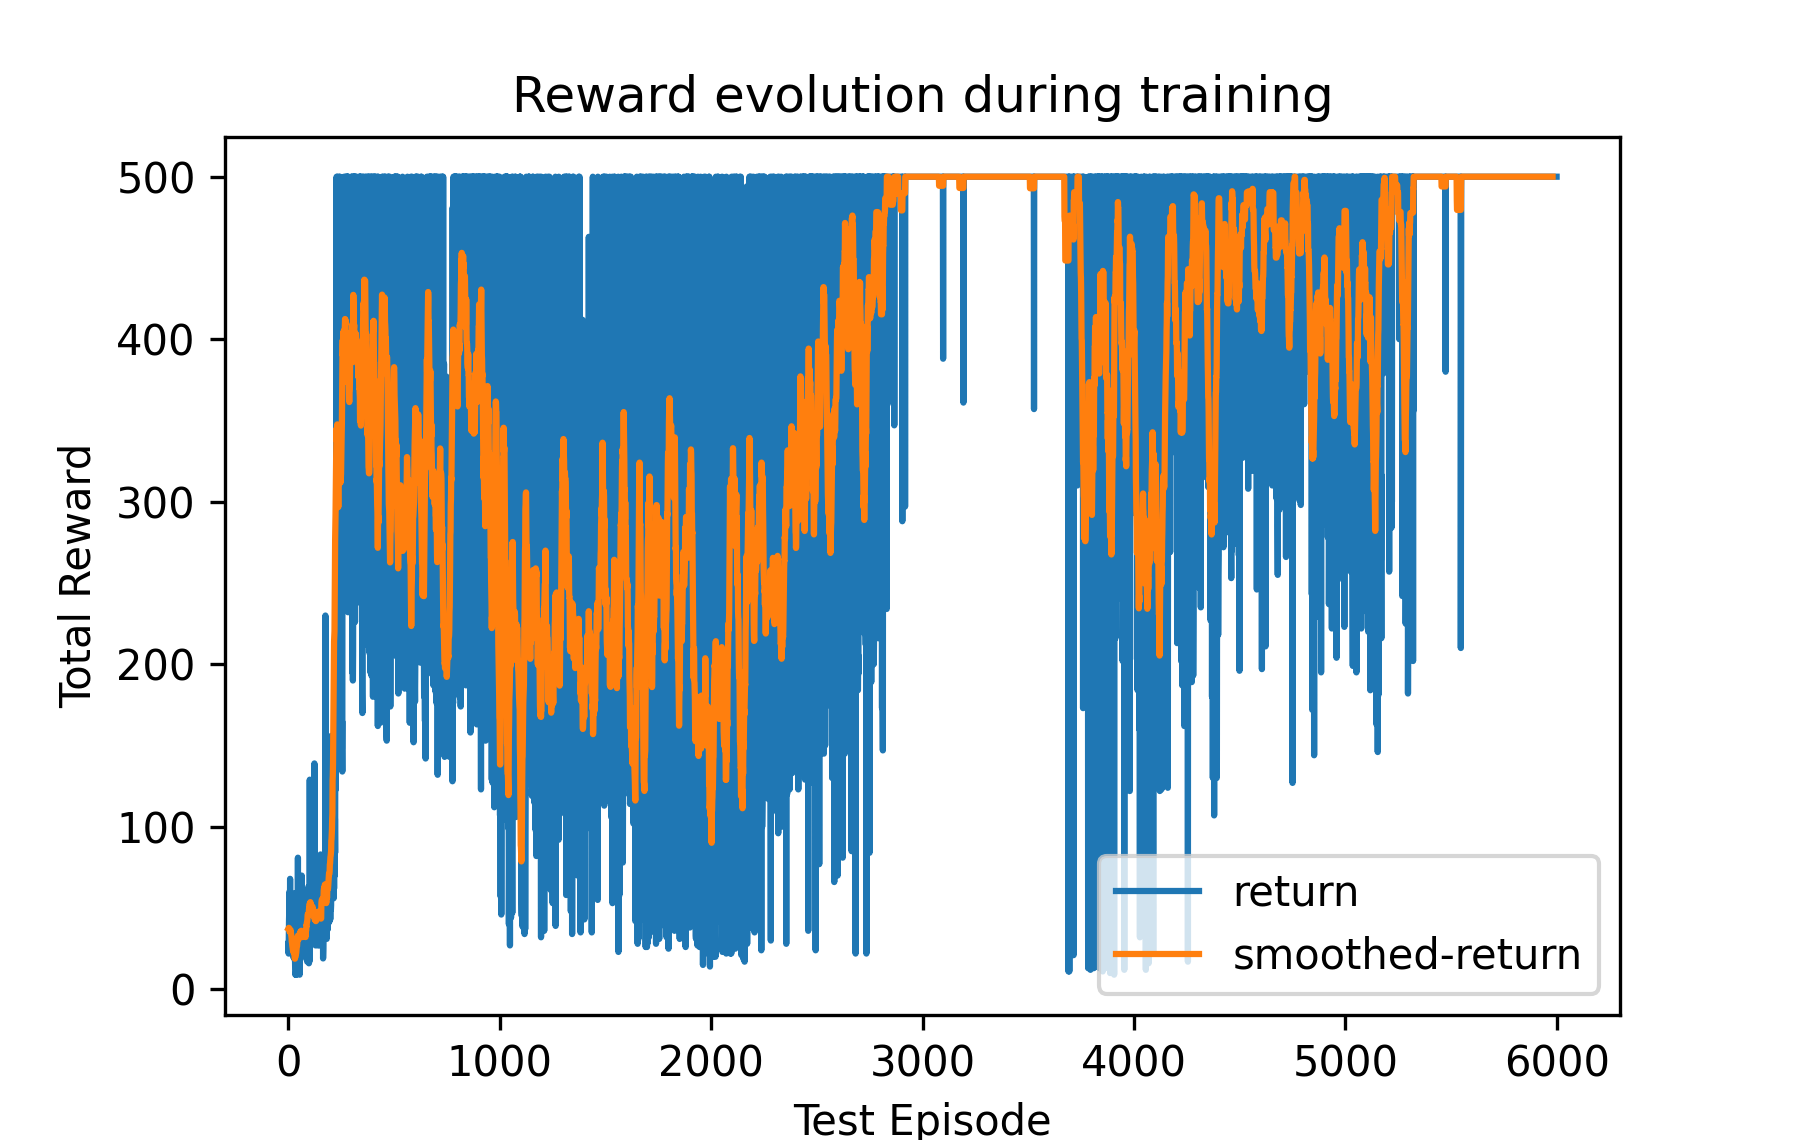 Reward evolution during training
Total Reward
500
400
300
200
100
0
return
smoothed-return
0 1000 2000 3000 4000 5000 6000
Test Episode